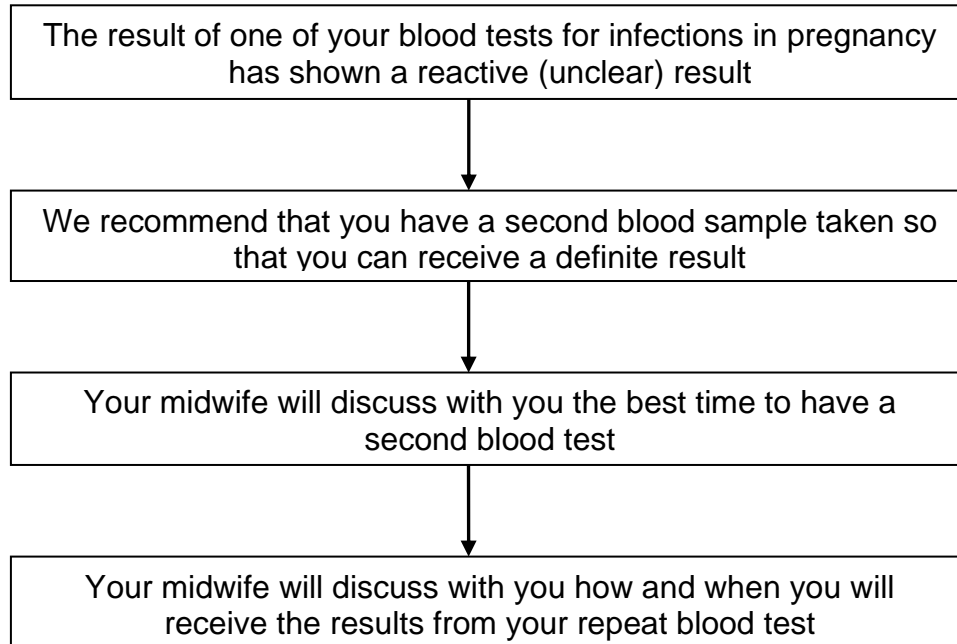 The result of one of your blood tests for infections in pregnancy
has shown a reactive (unclear) result
We recommend that you have a second blood sample taken so
that you can receive a definite result
Your midwife will discuss with you the best time to have a
second blood test
Your midwife will discuss with you how and when you will
receive the results from your repeat blood test